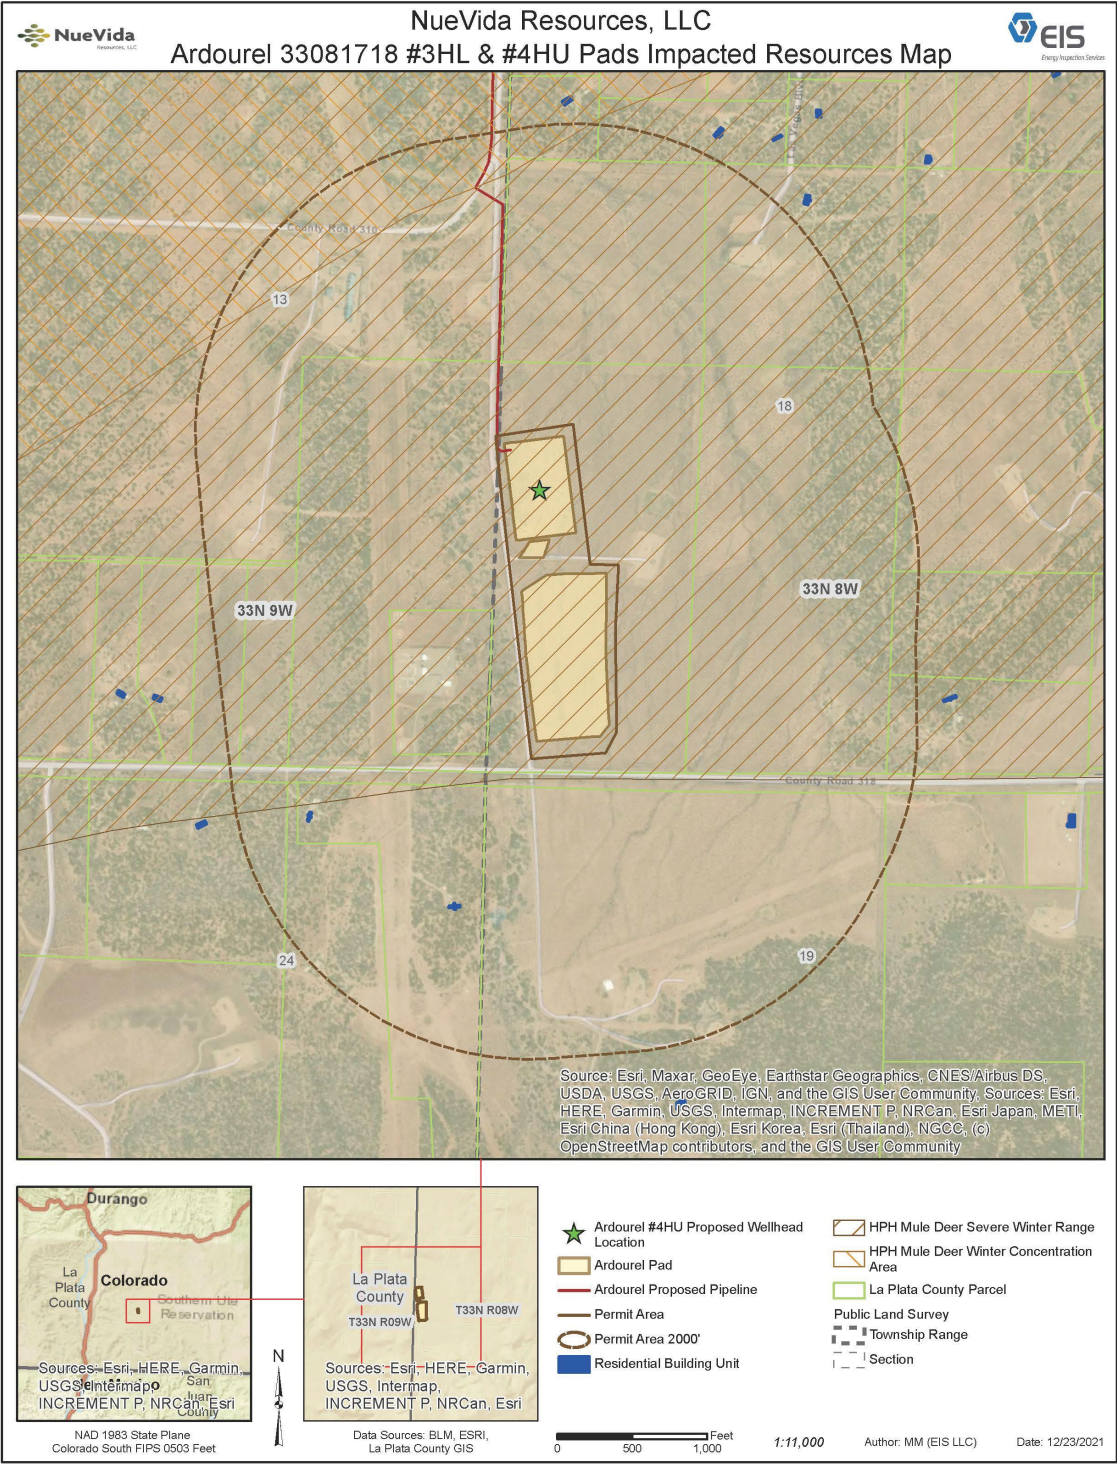 NueVida
Resources, LLC
NueVida Resources, LLC
Ardourel 33081718 #3HL & #4HU Pads Impacted Resources Map
EIS
Energy Inspection Services
County Road 310
13
18
33N 9W
33N 8W
County Road 318
24
19
Source: Esri, Maxar, GeoEye, Earthstar Geographics, CNES/Airbus DS,
USDA, USGS, AeroGRID, IGN, and the GIS User Community, Sources: Esri,
HERE, Garmin, USGS, Intermap, INCREMENT P, NRCan, Esri Japan, METI,
Esri China (Hong Kong), Esri Korea, Esri (Thailand), NGCC, (c)
OpenStreetMap contributors, and the GIS User Community
Durango
La
Plata
County
Colorado
Southern Ute
Reservation
San
Juan
County
Sources: Esri, HERE, Garmin,
USGS, Intermap,
INCREMENT P, NRCan, Esri
NAD 1983 State Plane
Colorado South FIPS 0503 Feet
N
La Plata
County
T33N R09W
T33N R08W
Sources: Esri, HERE, Garmin,
USGS, Intermap,
INCREMENT P, NRCan, Esri
Data Sources: BLM, ESRI,
La Plata County GIS
Ardourel #4HU Proposed Wellhead
Location
Ardourel Pad
Ardourel Proposed Pipeline
Permit Area
Permit Area 2000'
Residential Building Unit
HPH Mule Deer Severe Winter Range
HPH Mule Deer Winter Concentration
Area
La Plata County Parcel
Public Land Survey
Township Range
Section
Feet
0 500 1,000
1:11,000
Author: MM (EIS LLC)
Date: 12/23/2021